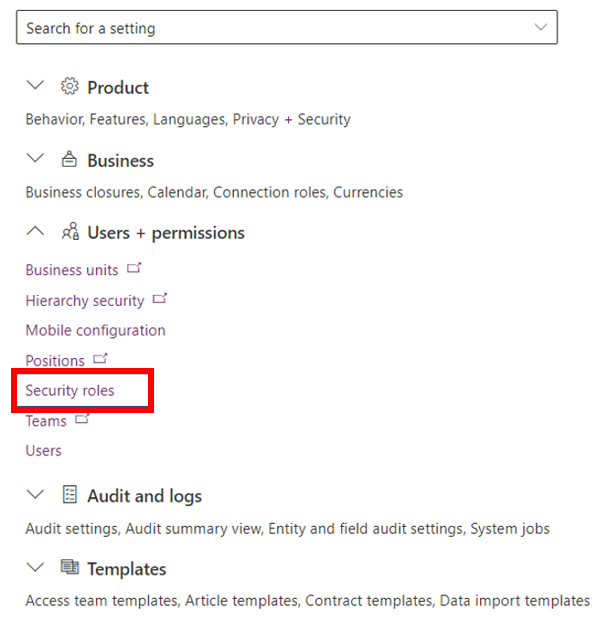 Search for a setting
Product
Behavior, Features, Languages, Privacy + Security
Business
Business closures, Calendar, Connection roles, Currencies
Users + permissions
Business units
Hierarchy security
Mobile configuration
Positions
Security roles
Teams
Users
Audit and logs
Audit settings, Audit summary view, Entity and field audit settings, System jobs
Templates
Access team templates, Article templates, Contract templates, Data import templates